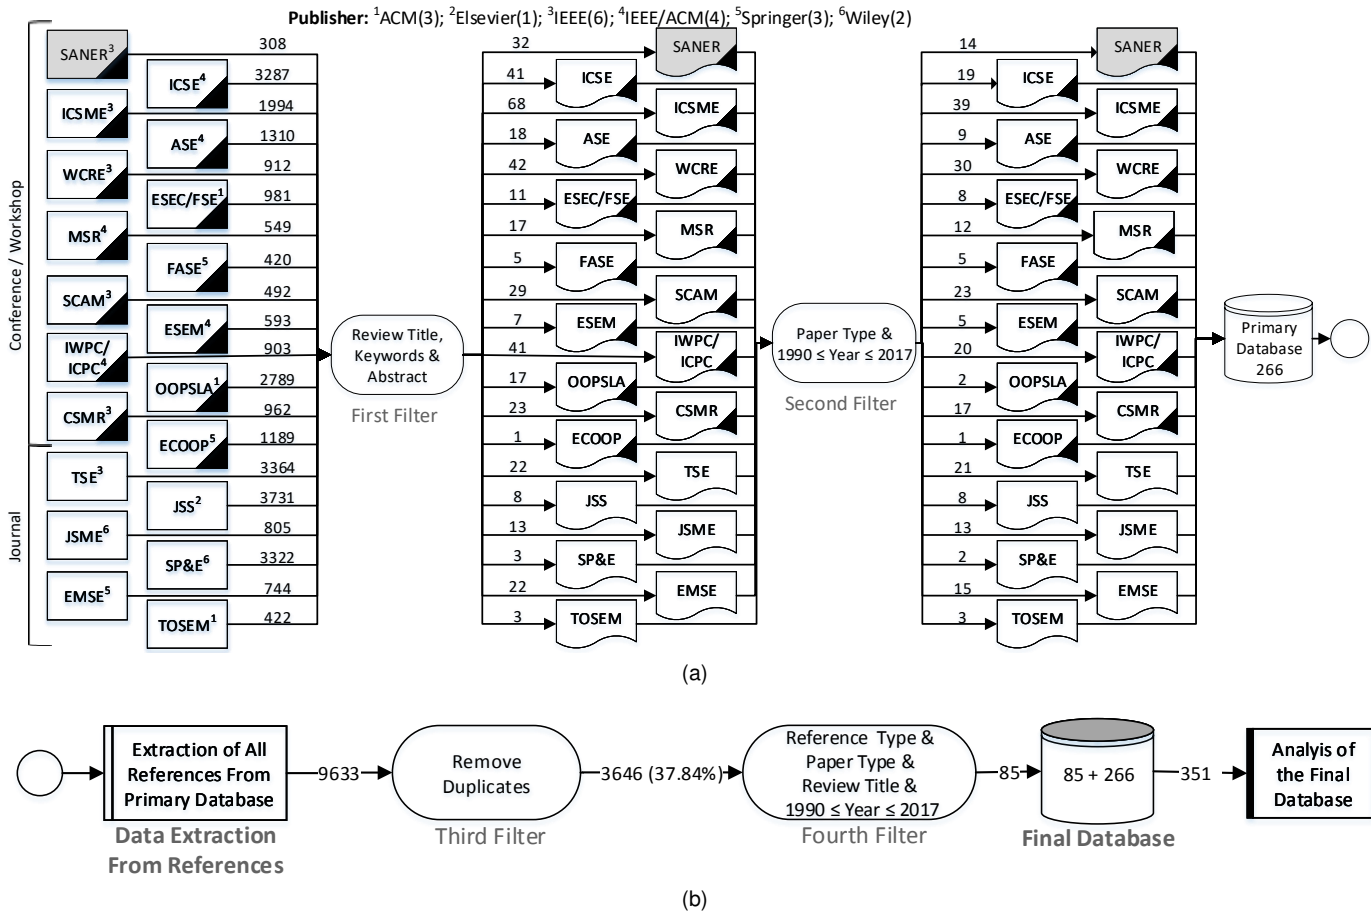 Publisher: ¹ACM(3); ²Elsevier(1); ³IEEE(6); ⁴IEEE/ACM(4); ⁵Springer(3); ⁶Wiley(2)
Conference / Workshop
Journal
SANER³ 308
ICSE⁴ 3287
ICSME³ 1994
ASE⁴ 1310
WCRE³ 912
ESEC/FSE¹ 981
MSR⁴ 549
FASE⁵ 420
SCAM³ 492
ESEM⁴ 593
IWPC/
ICPC⁴ 903
OOPSLA¹ 2789
CSMR³ 962
ECOOP⁵ 1189
TSE³ 3364
JSS² 3731
JSME⁶ 805
SP&E⁶ 3322
EMSE⁵ 744
TOSEM¹ 422
Review Title,
Keywords &
Abstract
First Filter
32 SANER
41 ICSE
68 ICSME
18 ASE
42 WCRE
11 ESEC/FSE
17 MSR
5 FASE
29 SCAM
7 ESEM
41 IWPC/
ICPC
17 OOPSLA
23 CSMR
1 ECOOP
22 TSE
8 JSS
13 JSME
3 SP&E
22 EMSE
3 TOSEM
Paper Type &
1990 ≤ Year ≤ 2017
Second Filter
14 SANER
19 ICSE
39 ICSME
9 ASE
30 WCRE
8 ESEC/FSE
12 MSR
5 FASE
23 SCAM
5 ESEM
20 IWPC/
ICPC
2 OOPSLA
17 CSMR
1 ECOOP
21 TSE
8 JSS
13 JSME
2 SP&E
15 EMSE
3 TOSEM
Primary
Database
266
(a)
Extraction of All
References From
Primary Database
Data Extraction
From References
9633
Remove
Duplicates
Third Filter
3646 (37.84%)
Reference Type &
Paper Type &
Review Title &
1990 ≤ Year ≤ 2017
Fourth Filter
85
85 + 266
Final Database
351
Analyis of
the Final
Database
(b)